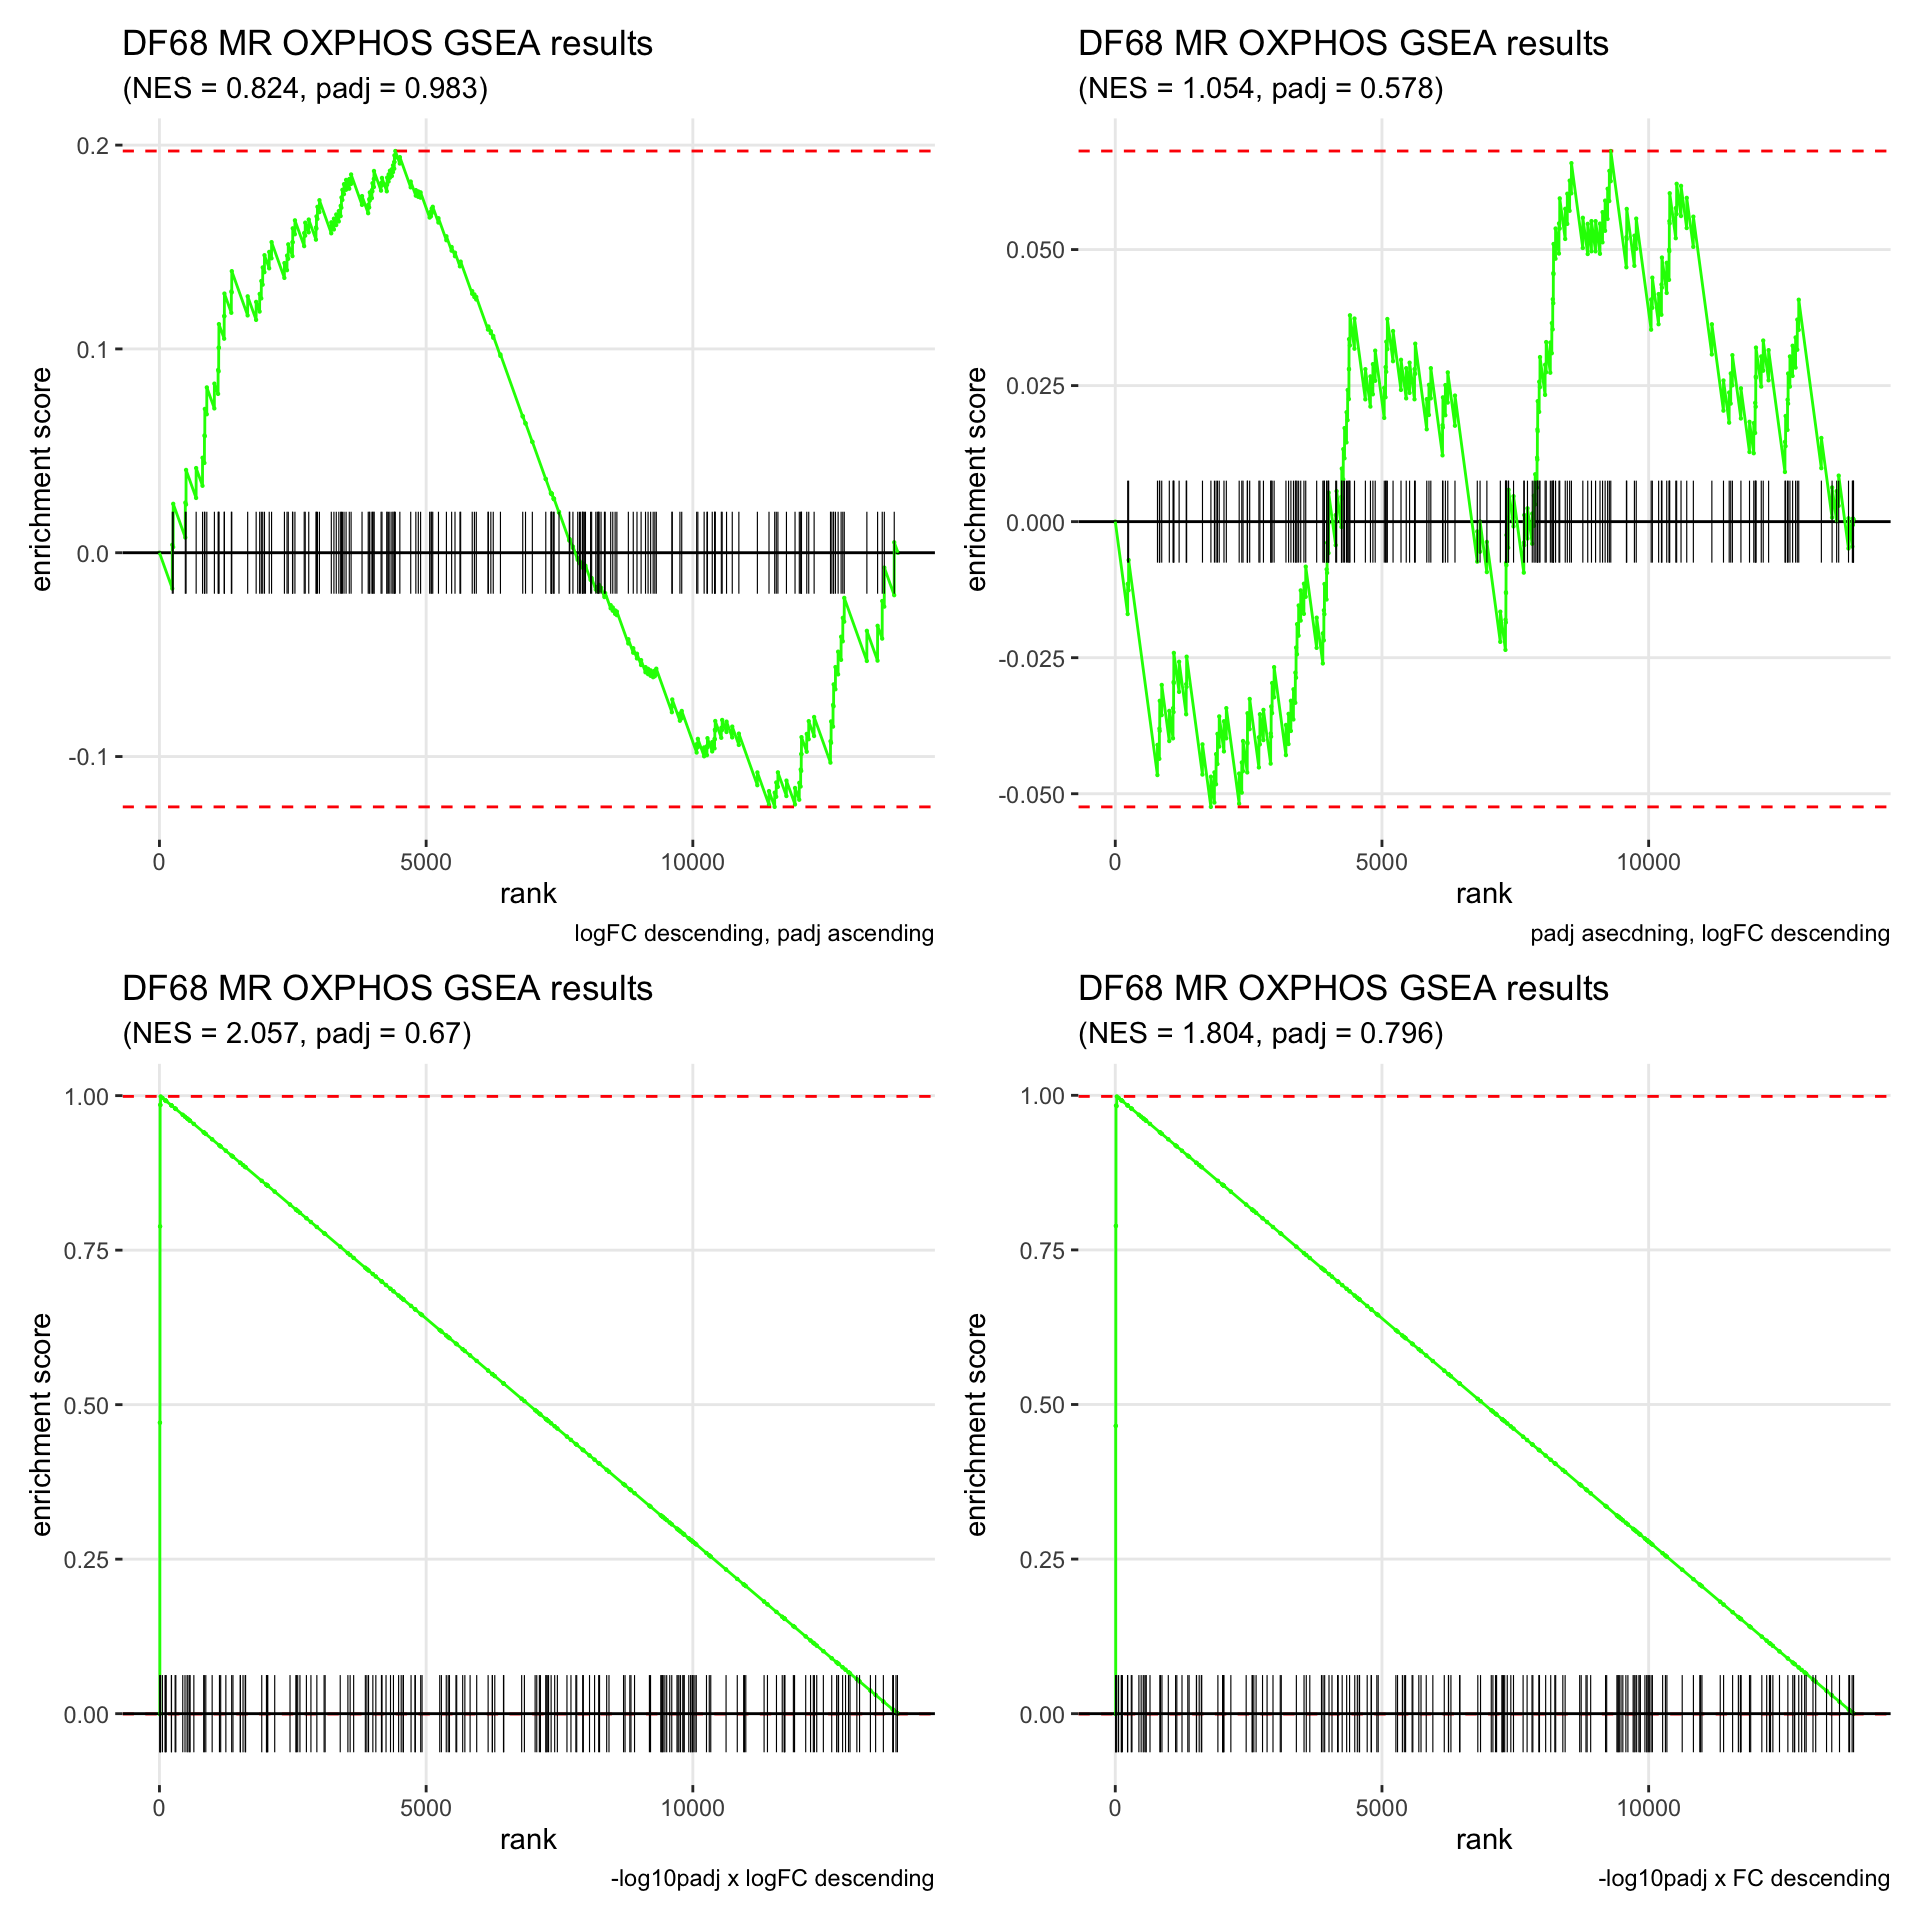 DF68 MR OXPHOS GSEA results
(NES = 0.824, padj = 0.983)
enrichment score
0.2
0.1
0.0
-0.1
0
5000
10000
rank
logFC descending, padj ascending
DF68 MR OXPHOS GSEA results
(NES = 1.054, padj = 0.578)
enrichment score
0.050
0.025
0.000
-0.025
-0.050
0
5000
10000
rank
padj asecdning, logFC descending
DF68 MR OXPHOS GSEA results
(NES = 2.057, padj = 0.67)
enrichment score
1.00
0.75
0.50
0.25
0.00
0
5000
10000
rank
-log10padj x logFC descending
DF68 MR OXPHOS GSEA results
(NES = 1.804, padj = 0.796)
enrichment score
1.00
0.75
0.50
0.25
0.00
0
5000
10000
rank
-log10padj x FC descending